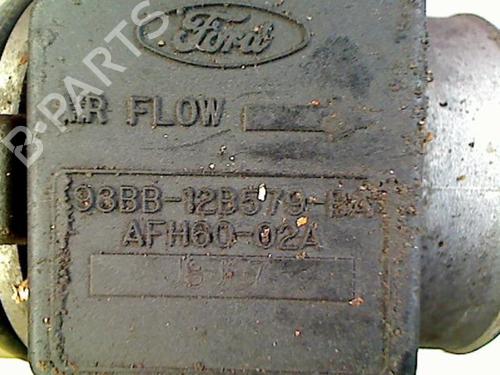 Ford
AIR FLOW
93BB-12B579-BA
AFH60-02A
B-PARTS